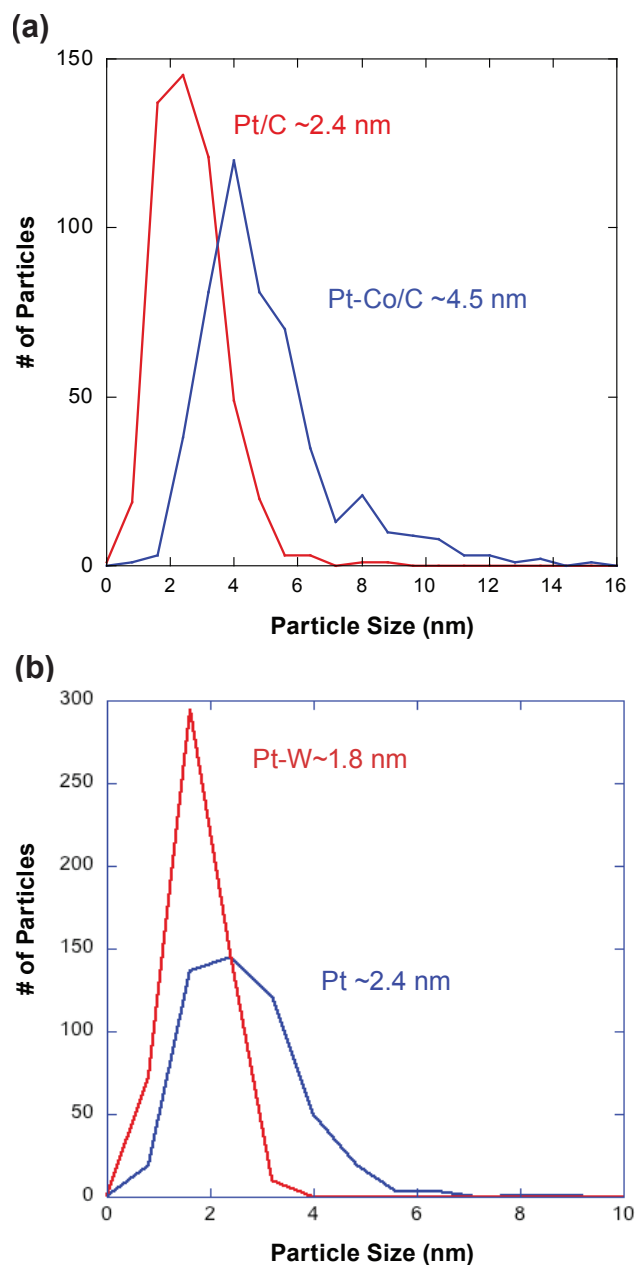 (a)
150
100
50
0
# of Particles
Pt/C ~2.4 nm
Pt-Co/C ~4.5 nm
0 2 4 6 8 10 12 14 16
Particle Size (nm)
(b)
300
250
200
150
100
50
0
# of Particles
Pt-W~1.8 nm
Pt ~2.4 nm
0 2 4 6 8 10
Particle Size (nm)